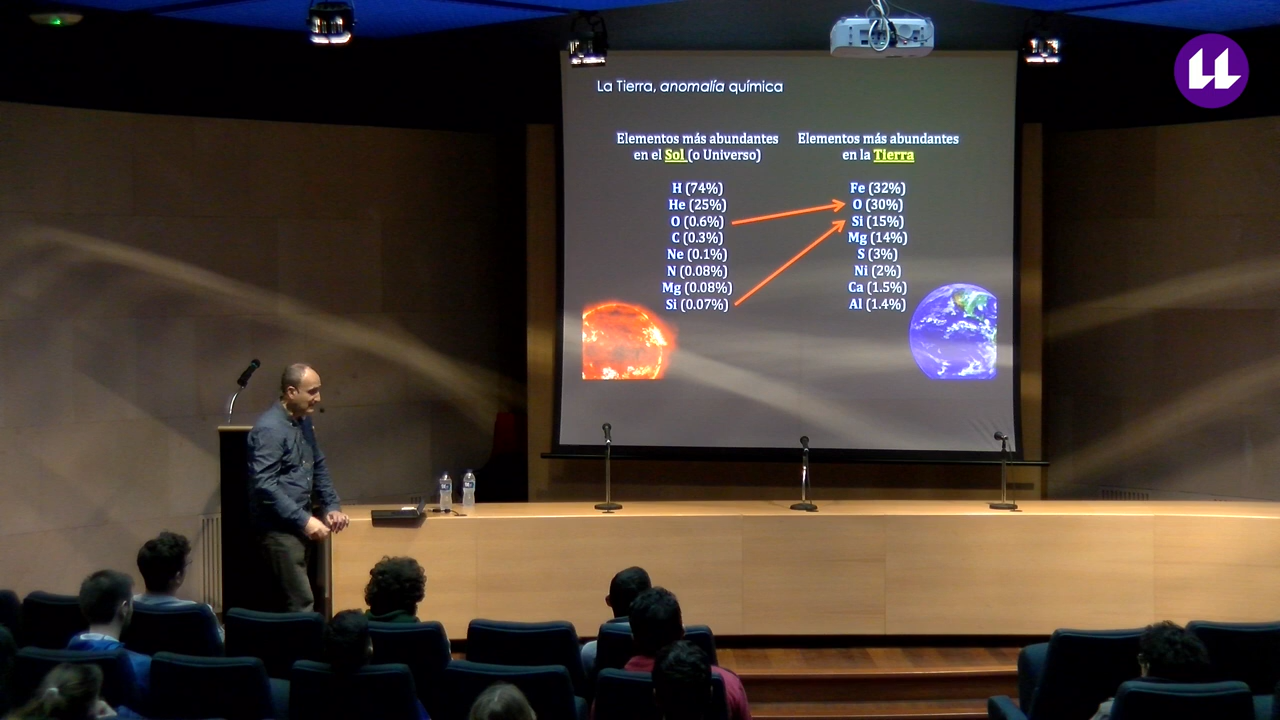 La Tierra, anomalía química
Elementos más abundantes
en el Sol (o Universo)
H (74%)
He (25%)
O (0.6%)
C (0.3%)
Ne (0.1%)
N (0.08%)
Mg (0.08%)
Si (0.07%)
Elementos más abundantes
en la Tierra
Fe (32%)
O (30%)
Si (15%)
Mg (14%)
S (3%)
Ni (2%)
Ca (1.5%)
Al (1.4%)